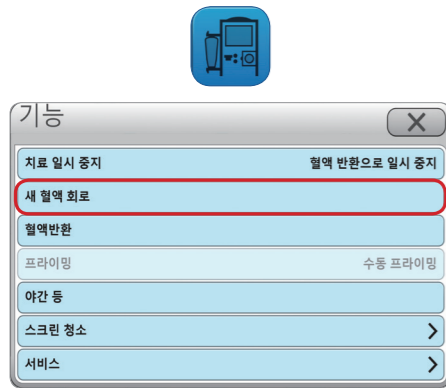 기능
치료 일시 중지 혈액 반환으로 일시 중지
새 혈액 회로
혈액반환
프라이밍 수동 프라이밍
야간 등
스크린 청소
서비스